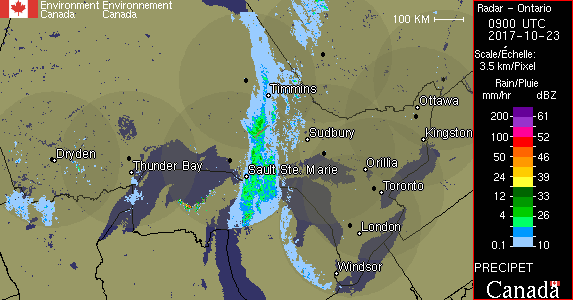 Environment Environnement
Canada Canada
100 KM
Timmins
Ottawa
Sudbury
Kingston
Dryden
Thunder Bay
Sault Ste. Marie
Orillia
Toronto
London
Windsor
Radar - Ontario
0900 UTC
2017-10-23
Scale/Échelle:
3.5 km/Pixel
Rain/Pluie
mm/hr dBZ
200 61
100 52
50 46
24 39
12 33
4 26
0.1 10
PRECIPET
Canada